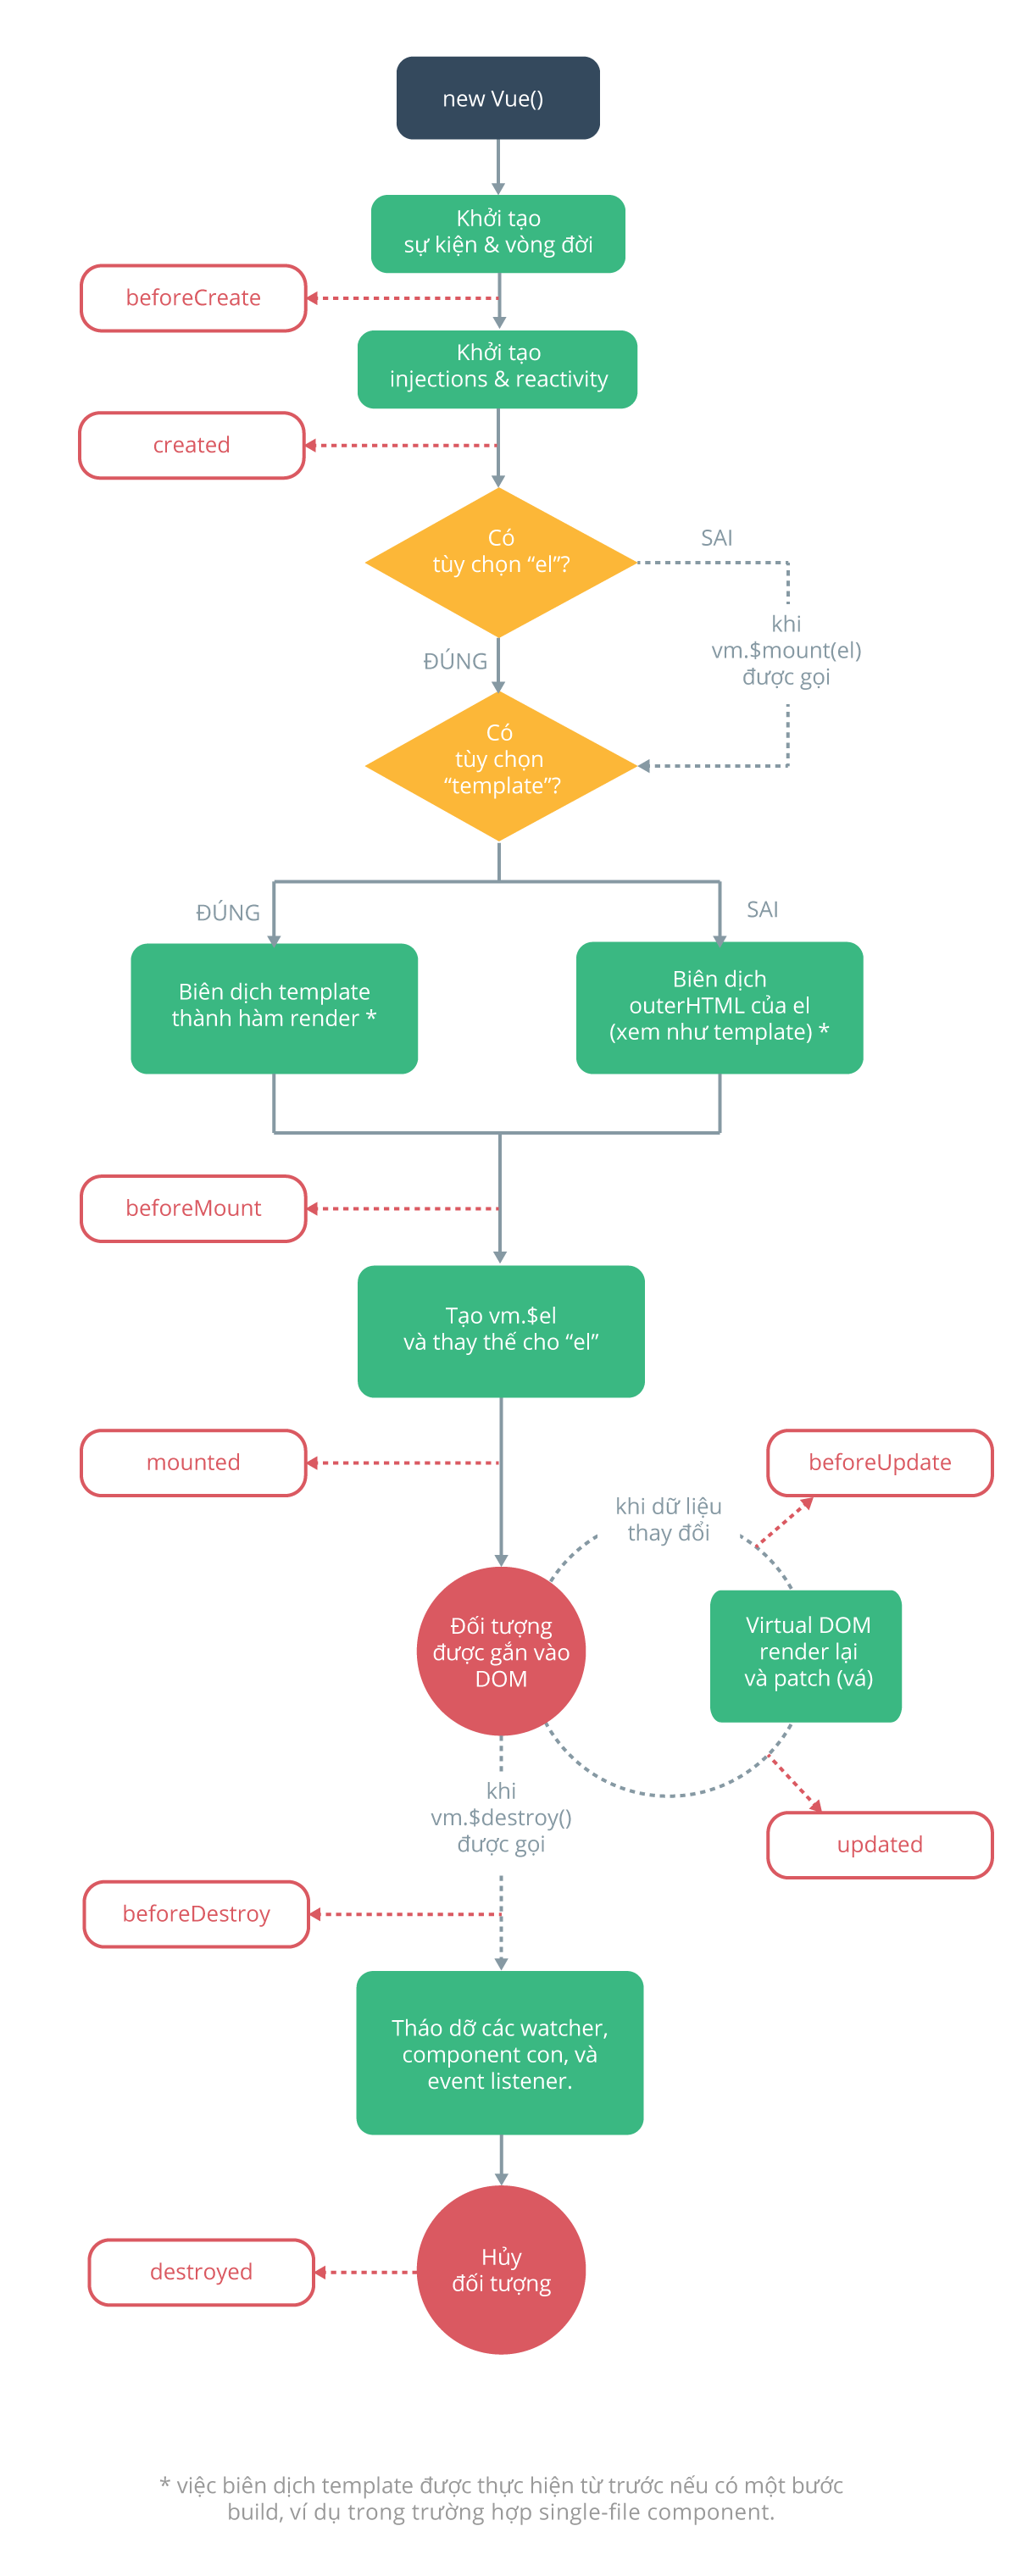 new Vue()
Khởi tạo
sự kiện & vòng đời
beforeCreate
Khởi tạo
injections & reactivity
created
Có
tùy chọn “el”?
SAI
khi
vm.$mount(el)
được gọi
ĐÚNG
Có
tùy chọn
“template”?
ĐÚNG
SAI
Biên dịch template
thành hàm render *
Biên dịch
outerHTML của el
(xem như template) *
beforeMount
Tạo vm.$el
và thay thế cho “el”
mounted
beforeUpdate
khi dữ liệu
thay đổi
Đối tượng
được gắn vào
DOM
Virtual DOM
render lại
và patch (vá)
khi
vm.$destroy()
được gọi
updated
beforeDestroy
Tháo dỡ các watcher,
component con, và
event listener.
Hủy
đối tượng
destroyed
* việc biên dịch template được thực hiện từ trước nếu có một bước
build, ví dụ trong trường hợp single-file component.